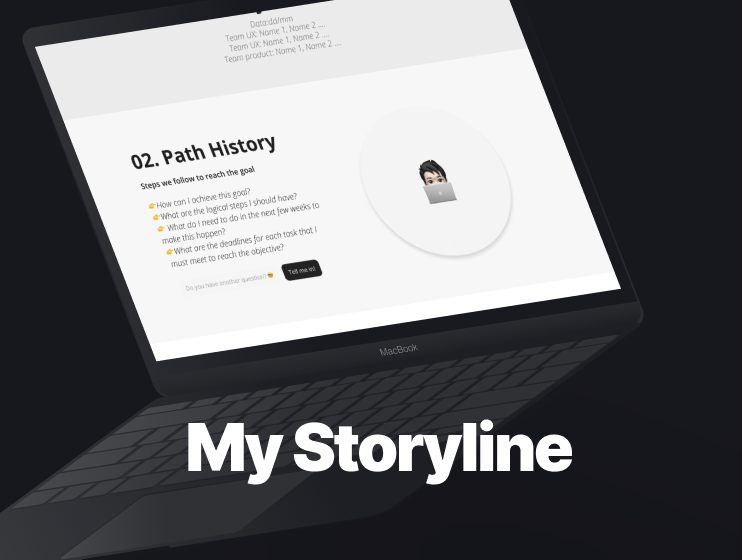 Data:dd/mm
Team UX: Name 1, Name 2 ....
Team UX: Name 1, Name 2 ....
Team product: Name 1, Name 2 ....
02. Path History
Steps we follow to reach the goal
👉How can I achieve this goal?
👉What are the logical steps I should have?
👉 What do I need to do in the next few weeks to
make this happen?
👉What are the deadlines for each task that I
must meet to reach the objective?
Do you have another question? 🤓
Tell me in!
MacBook
My Storyline